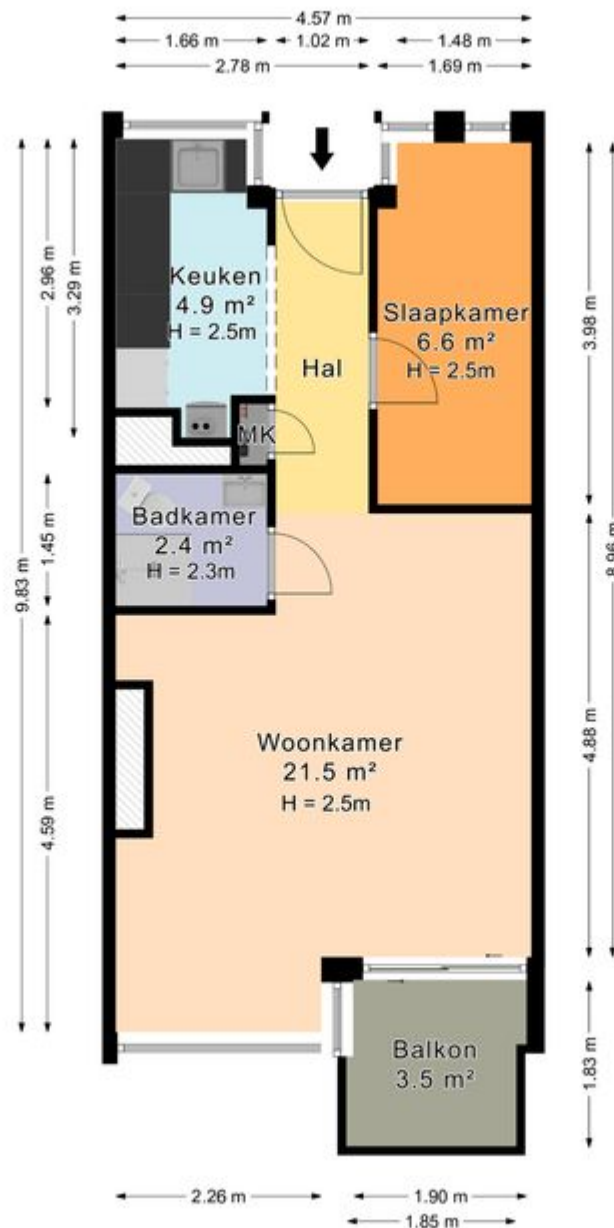 4.57 m
1.66 m
1.02 m
1.48 m
2.78 m
1.69 m
9.83 m
2.96 m
3.29 m
1.45 m
4.59 m
Keuken
4.9 m²
H = 2.5m
Hal
Slaapkamer
6.6 m²
H = 2.5m
MK
Badkamer
2.4 m²
H = 2.3m
Woonkamer
21.5 m²
H = 2.5m
Balkon
3.5 m²
3.98 m
8.96 m
4.88 m
1.83 m
2.26 m
1.90 m
1.85 m